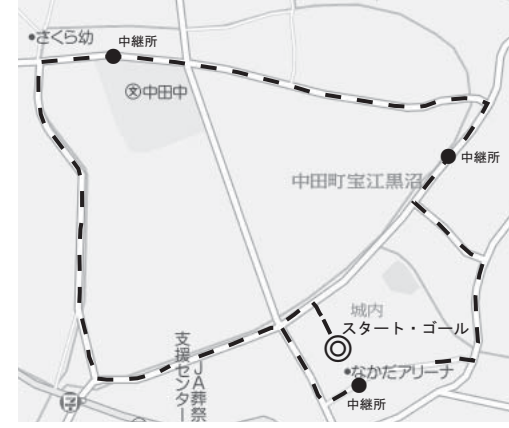 さくら幼
中継所
文中田中
中継所
中田町宝江黒沼
城内
スタート・ゴール
なかだアリーナ
中継所
JA葬祭
支援センター